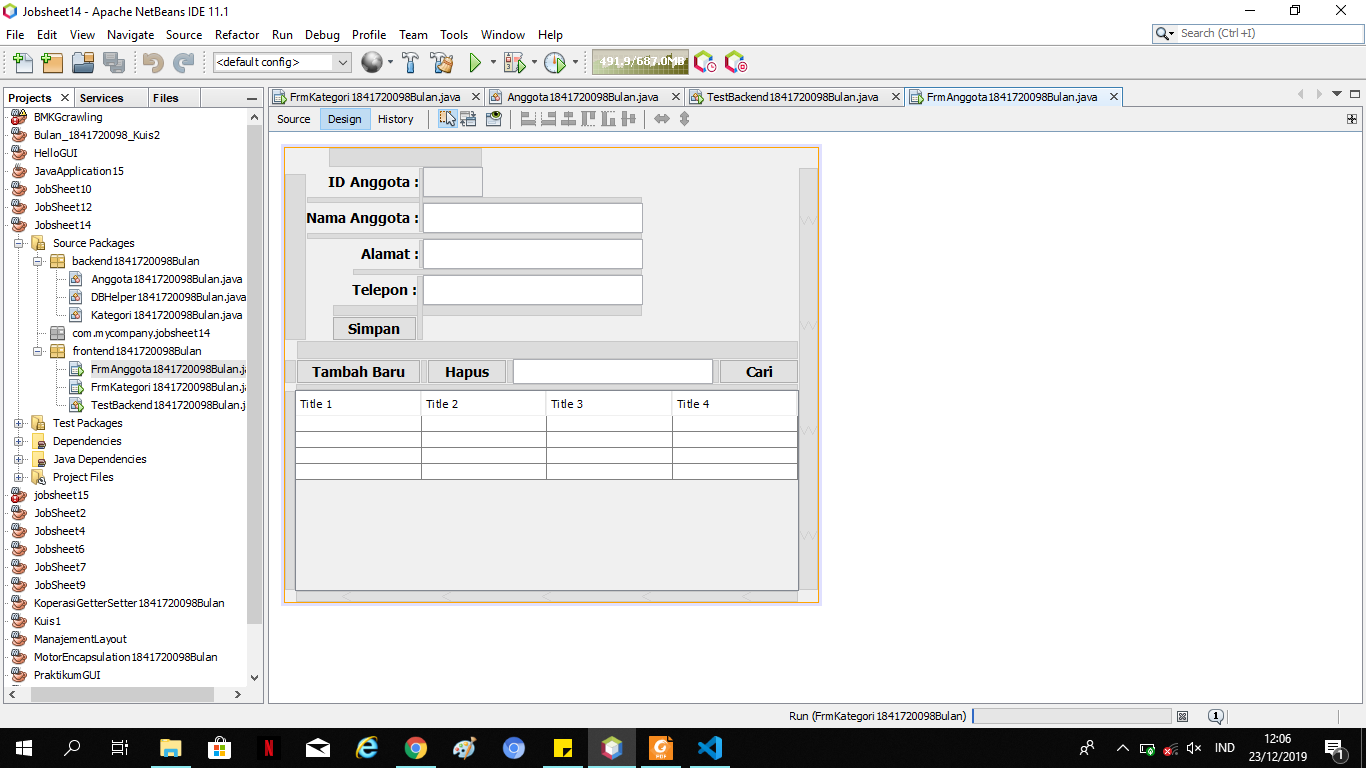 Jobsheet14 - Apache NetBeans IDE 11.1
File Edit View Navigate Source Refactor Run Debug Profile Team Tools Window Help
Search (Ctrl+I)
<default config>
491.9/687.0MB
Projects Services Files
FrmKategori1841720098Bulan.java Anggota1841720098Bulan.java TestBackend1841720098Bulan.java FrmAnggota1841720098Bulan.java
Source Design History
BMKGcrawling
Bulan_1841720098_Kuis2
HelloGUI
JavaApplication15
JobSheet10
JobSheet12
Jobsheet14
Source Packages
backend1841720098Bulan
Anggota1841720098Bulan.java
DBHelper1841720098Bulan.java
Kategori1841720098Bulan.java
com.mycompany.jobsheet14
frontend1841720098Bulan
FrmAnggota1841720098Bulan.ja
FrmKategori1841720098Bulan.ja
TestBackend1841720098Bulan.j
Test Packages
Dependencies
Java Dependencies
Project Files
jobsheet15
JobSheet2
Jobsheet4
Jobsheet6
JobSheet7
JobSheet9
KoperasiGetterSetter1841720098Bulan
Kuis1
ManajementLayout
MotorEncapsulation1841720098Bulan
PraktikumGUI
ID Anggota :
Nama Anggota :
Alamat :
Telepon :
Simpan
Tambah Baru Hapus Cari
Title 1 Title 2 Title 3 Title 4
Run (FrmKategori1841720098Bulan)
1
IND
12:06
23/12/2019
1